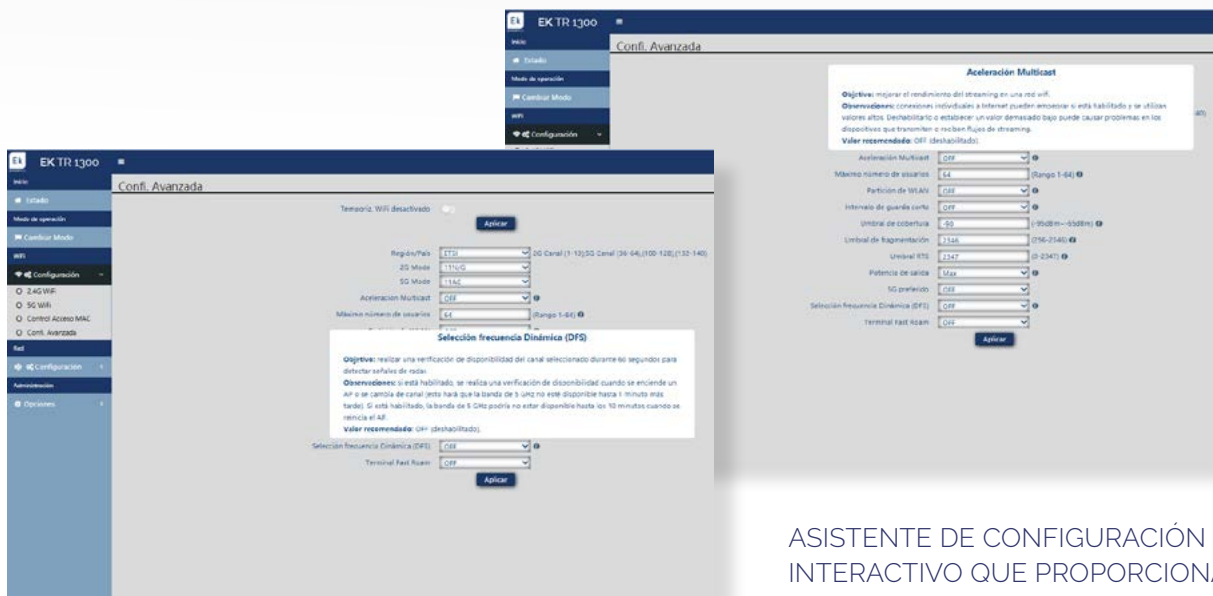 Ek EK TR 1300
Inicio
Estado
Modo de operación
Cambiar Modo
WiFi
Configuración
Confi. Avanzada
Aceleración Multicast
Objetivo: mejorar el rendimiento del streaming en una red wifi.
Observaciones: conexiones individuales a Internet pueden empeorar si está habilitado y se utilizan
valores altos. Deshabilitarlo o establecer un valor demasiado bajo puede causar problemas en los
dispositivos que transmiten o reciben flujos de streaming.
Valor recomendado: OFF (deshabilitado).
Aceleración Multicast OFF
Máximo número de usuarios 64 (Rango 1-64)
Partición de WLAN OFF
Intervalo de guarda corto OFF
Umbral de cobertura -90 (-95dBm~-65dBm)
Umbral de fragmentación 2346 (256-2346)
Umbral RTS 2347 (0-2347)
Potencia de salida Max
5G preferido OFF
Selección frecuencia Dinámica (DFS) OFF
Terminal Fast Roam OFF
Aplicar
Ek EK TR 1300
Inicio
Estado
Modo de operación
Cambiar Modo
WiFi
Configuración
2.4G WiFi
5G WiFi
Control Acceso MAC
Confi. Avanzada
Red
Configuración
Administración
Opciones
Confi. Avanzada
Temporiz. WiFi desactivado
Aplicar
Región/País ETSI 2G Canal (1-13);5G Canal (36-64),(100-128),(132-140)
2G Mode 11N/G
5G Mode 11AC
Aceleración Multicast OFF
Máximo número de usuarios 64 (Rango 1-64)
Selección frecuencia Dinámica (DFS)
Objetivo: realizar una verificación de disponibilidad del canal seleccionado durante 60 segundos para
detectar señales de radar.
Observaciones: si está habilitado, se realiza una verificación de disponibilidad cuando se enciende un
AP o se cambia de canal (esto hará que la banda de 5 GHz no esté disponible hasta 1 minuto más
tarde). Si está habilitado, la banda de 5 GHz podría no estar disponible hasta los 10 minutos cuando se
reinicia el AP.
Valor recomendado: OFF (deshabilitado).
Selección frecuencia Dinámica (DFS) OFF
Terminal Fast Roam OFF
Aplicar
ASISTENTE DE CONFIGURACIÓN
INTERACTIVO QUE PROPORCIONA